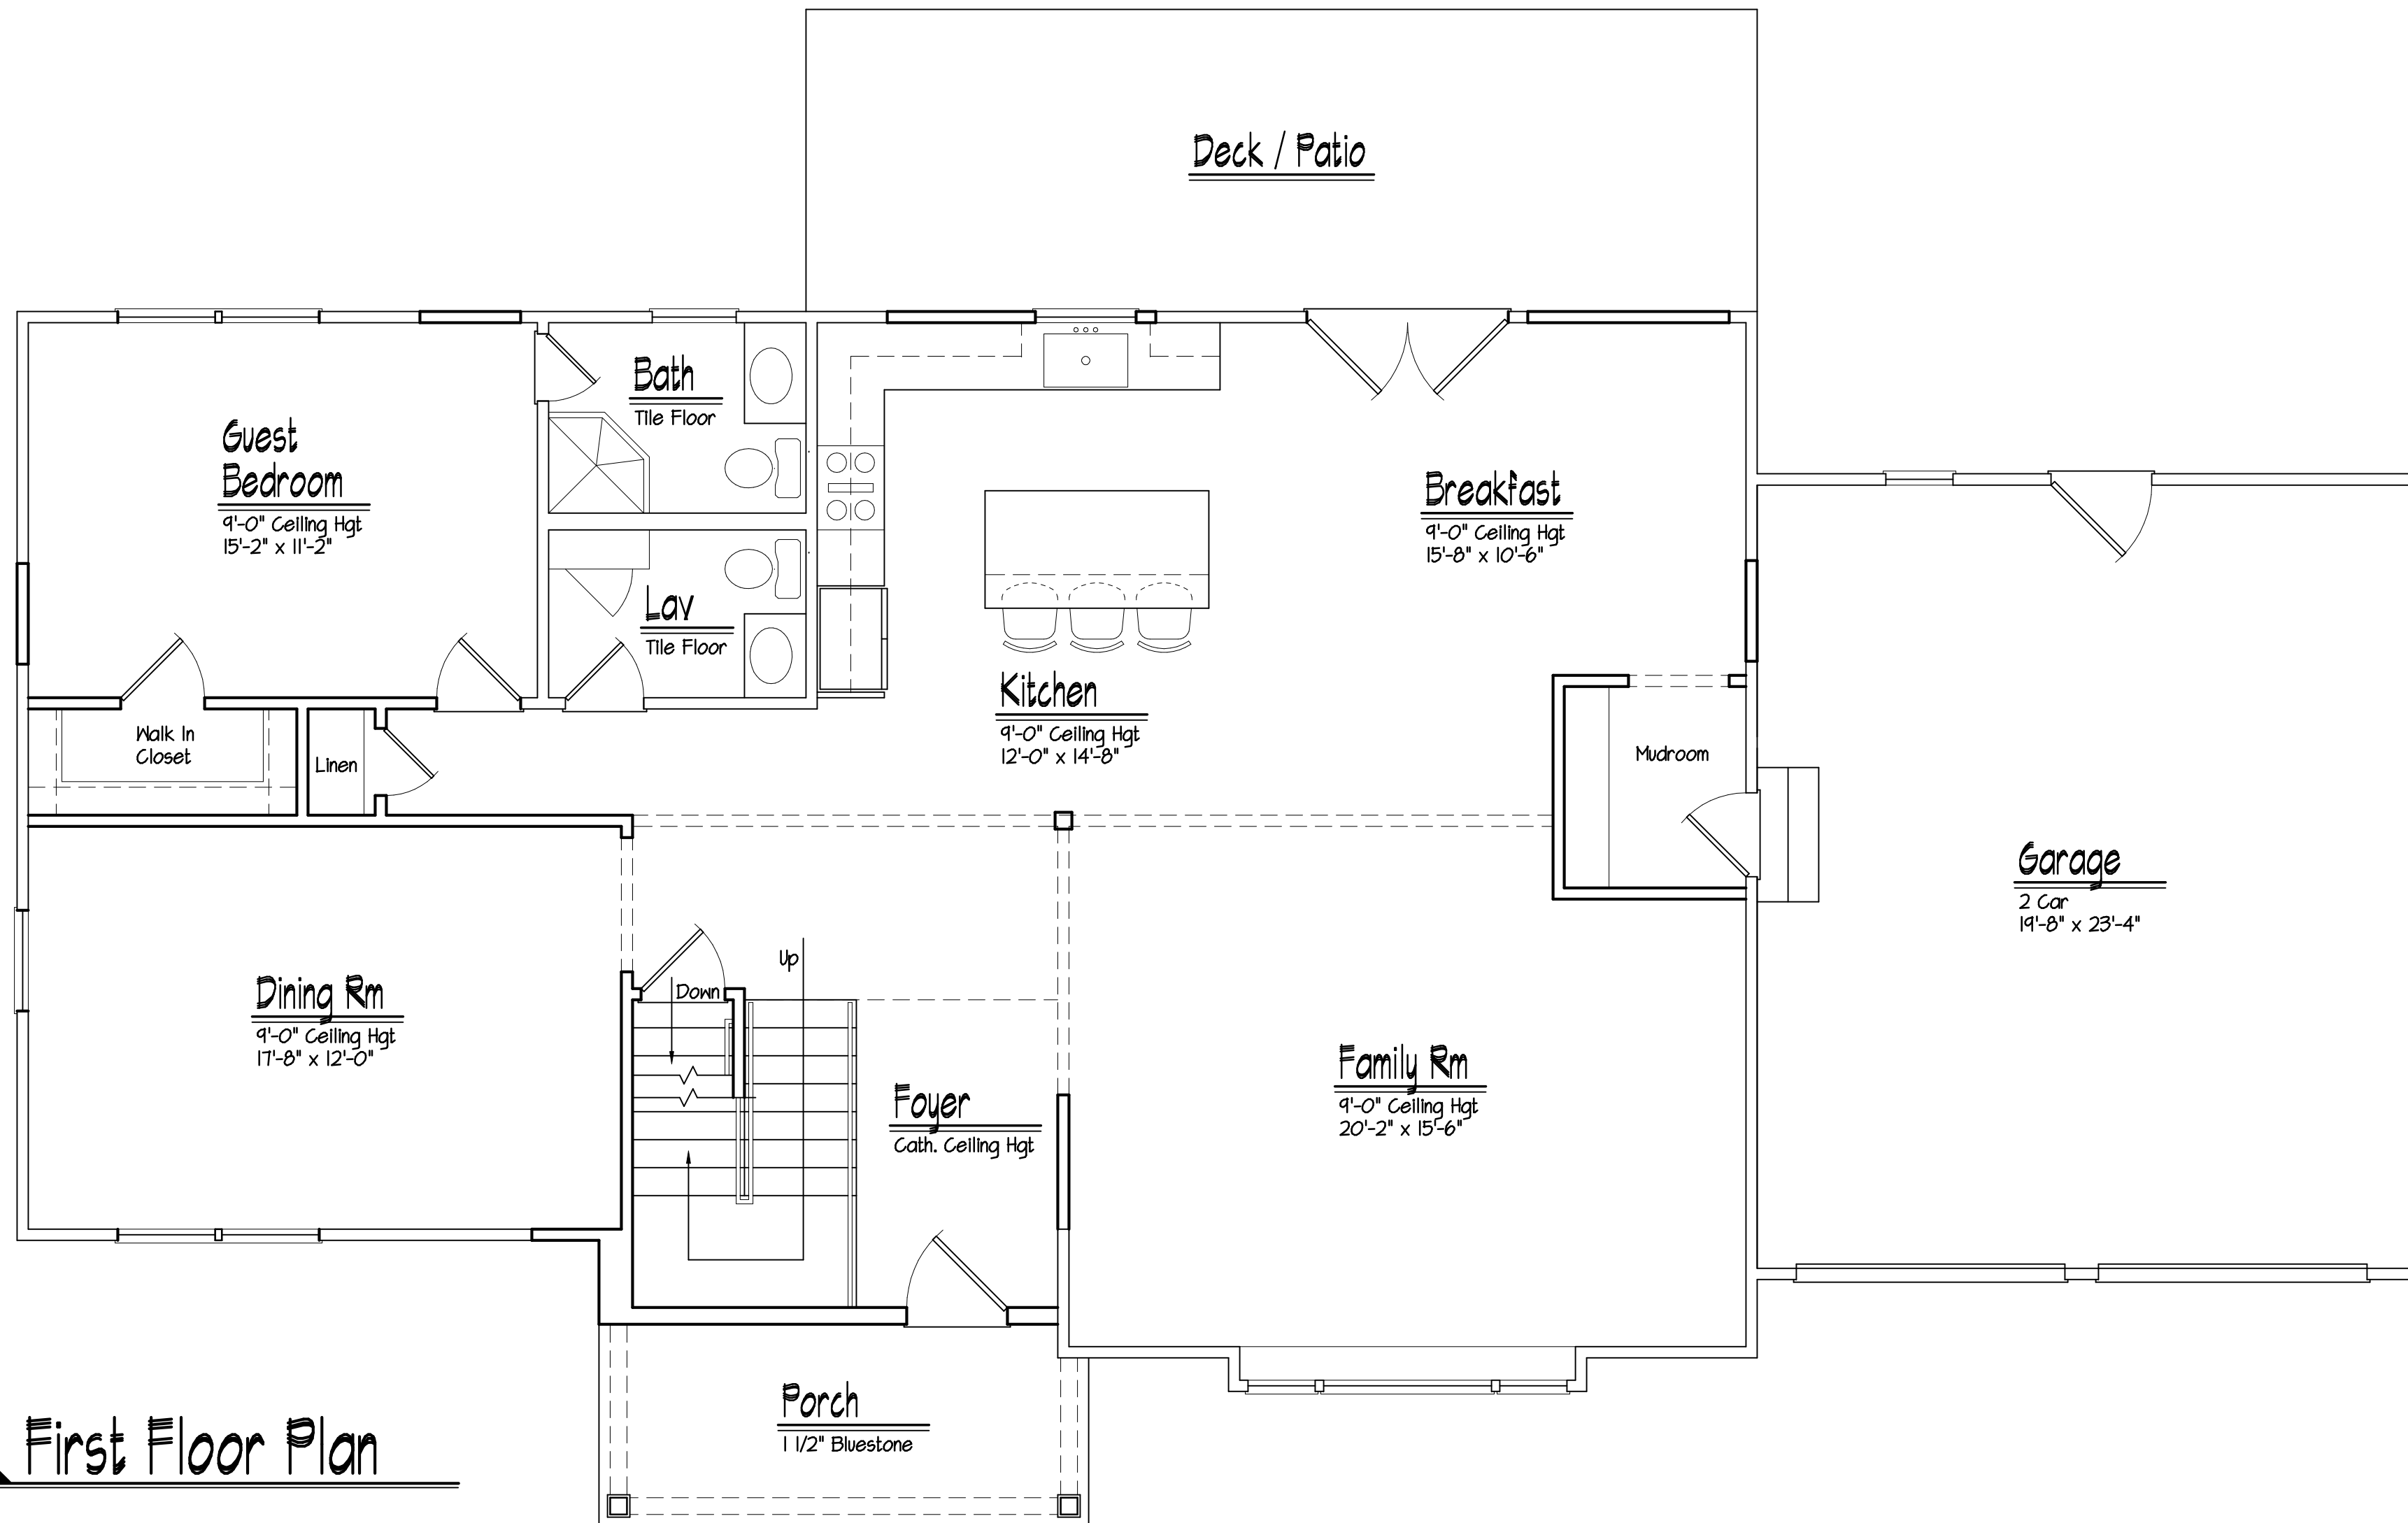 Deck / Patio
Bath
Tile Floor
Guest
Bedroom
9'-0" Ceiling Hgt
15'-2" x 11'-2"
Breakfast
9'-0" Ceiling Hgt
15'-8" x 10'-6"
Lav
Tile Floor
Kitchen
9'-0" Ceiling Hgt
12'-0" x 14'-8"
Walk In
Closet
Linen
Mudroom
Garage
2 Car
19'-8" x 23'-4"
Up
Down
Dining Rm
9'-0" Ceiling Hgt
17'-8" x 12'-0"
Foyer
Cath. Ceiling Hgt
Family Rm
9'-0" Ceiling Hgt
20'-2" x 15'-6"
Porch
1 1/2" Bluestone
First Floor Plan